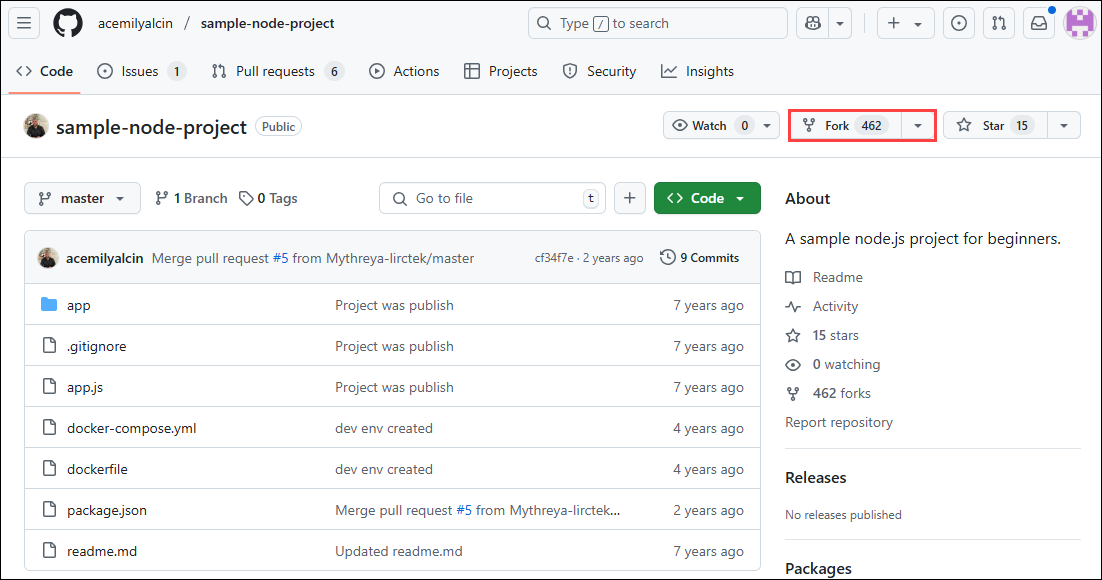 acemilyalcin / sample-node-project Type / to search
Code Issues 1 Pull requests 6 Actions Projects Security Insights
sample-node-project Public Watch 0 Fork 462 Star 15
master 1 Branch 0 Tags Go to file t Code
acemilyalcin Merge pull request #5 from Mythreya-lirctek/master cf34f7e · 2 years ago 9 Commits
app Project was publish 7 years ago
.gitignore Project was publish 7 years ago
app.js Project was publish 7 years ago
docker-compose.yml dev env created 4 years ago
dockerfile dev env created 4 years ago
package.json Merge pull request #5 from Mythreya-lirctek... 2 years ago
readme.md Updated readme.md 7 years ago
About
A sample node.js project for beginners.
Readme
Activity
15 stars
0 watching
462 forks
Report repository
Releases
No releases published
Packages